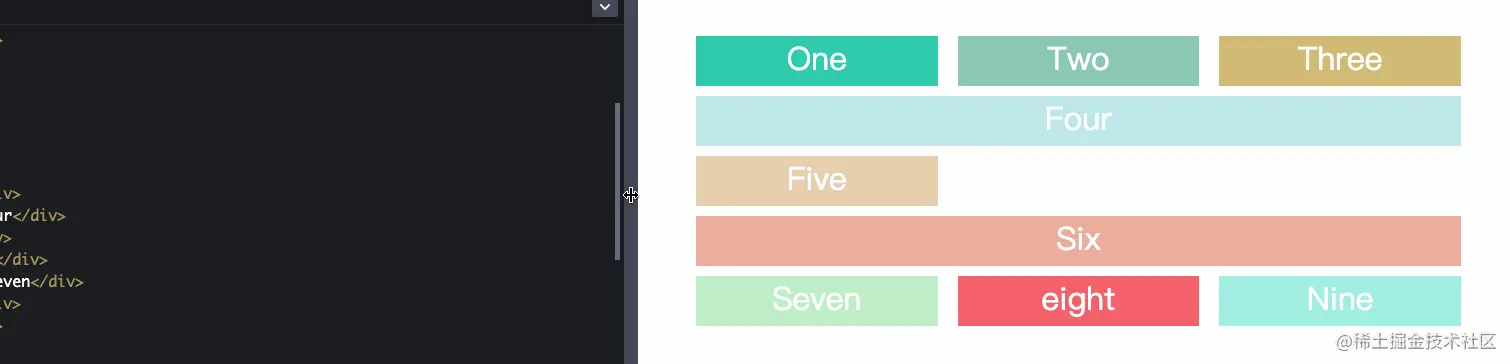 >
iv>
ur</div>
v>
</div>
even</div>
iv>
>
One Two Three
Four
Five
Six
Seven eight Nine
@稀土掘金技术社区